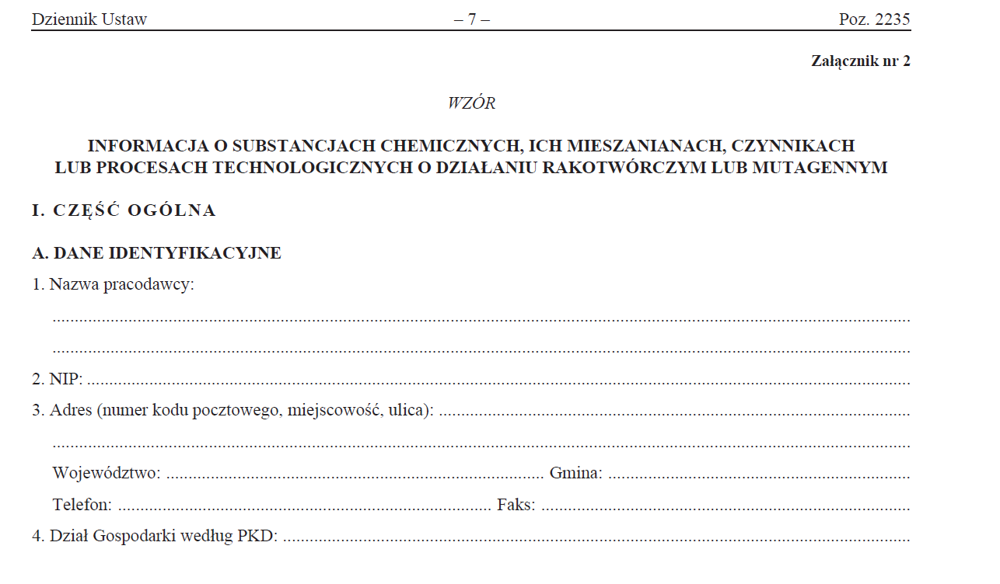 Dziennik Ustaw – 7 – Poz. 2235
Załącznik nr 2
WZÓR
INFORMACJA O SUBSTANCJACH CHEMICZNYCH, ICH MIESZANIANACH, CZYNNIKACH
LUB PROCESACH TECHNOLOGICZNYCH O DZIAŁANIU RAKOTWÓRCZYM LUB MUTAGENNYM
I. CZĘŚĆ OGÓLNA
A. DANE IDENTYFIKACYJNE
1. Nazwa pracodawcy:
....................
....................
2. NIP: ....................
3. Adres (numer kodu pocztowego, miejscowość, ulica): ....................
....................
Województwo: .................... Gmina: ....................
Telefon: .................... Faks: ....................
4. Dział Gospodarki według PKD: ....................